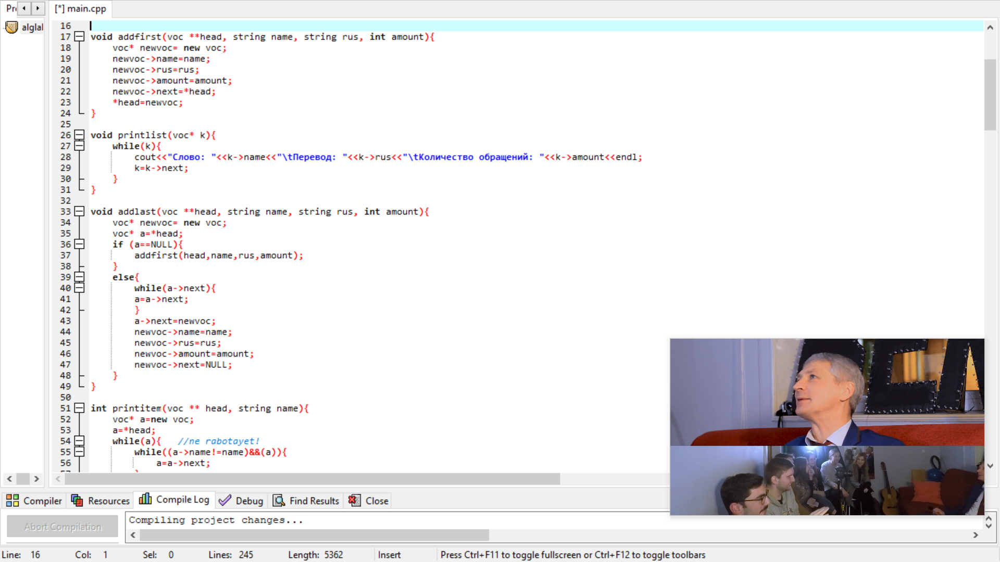 [*] main.cpp
alglal
16
17 void addfirst(voc **head, string name, string rus, int amount){
18 voc* newvoc= new voc;
19 newvoc->name=name;
20 newvoc->rus=rus;
21 newvoc->amount=amount;
22 newvoc->next=*head;
23 *head=newvoc;
24 }
25
26 void printlist(voc* k){
27 while(k){
28 cout<<"Слово: "<<k->name<<"\tПеревод: "<<k->rus<<"\tКоличество обращений: "<<k->amount<<endl;
29 k=k->next;
30 }
31 }
32
33 void addlast(voc **head, string name, string rus, int amount){
34 voc* newvoc= new voc;
35 voc* a=*head;
36 if (a==NULL){
37 addfirst(head,name,rus,amount);
38 }
39 else{
40 while(a->next){
41 a=a->next;
42 }
43 a->next=newvoc;
44 newvoc->name=name;
45 newvoc->rus=rus;
46 newvoc->amount=amount;
47 newvoc->next=NULL;
48 }
49 }
50
51 int printitem(voc ** head, string name){
52 voc* a=new voc;
53 a=*head;
54 while(a){ //ne rabotayet!
55 while((a->name!=name)&&(a)){
56 a=a->next;
Compiler Resources Compile Log Debug Find Results Close
Abort Compilation
Compiling project changes...
Line: 16 Col: 1 Sel: 0 Lines: 245 Length: 5362 Insert Press Ctrl+F11 to toggle fullscreen or Ctrl+F12 to toggle toolbars